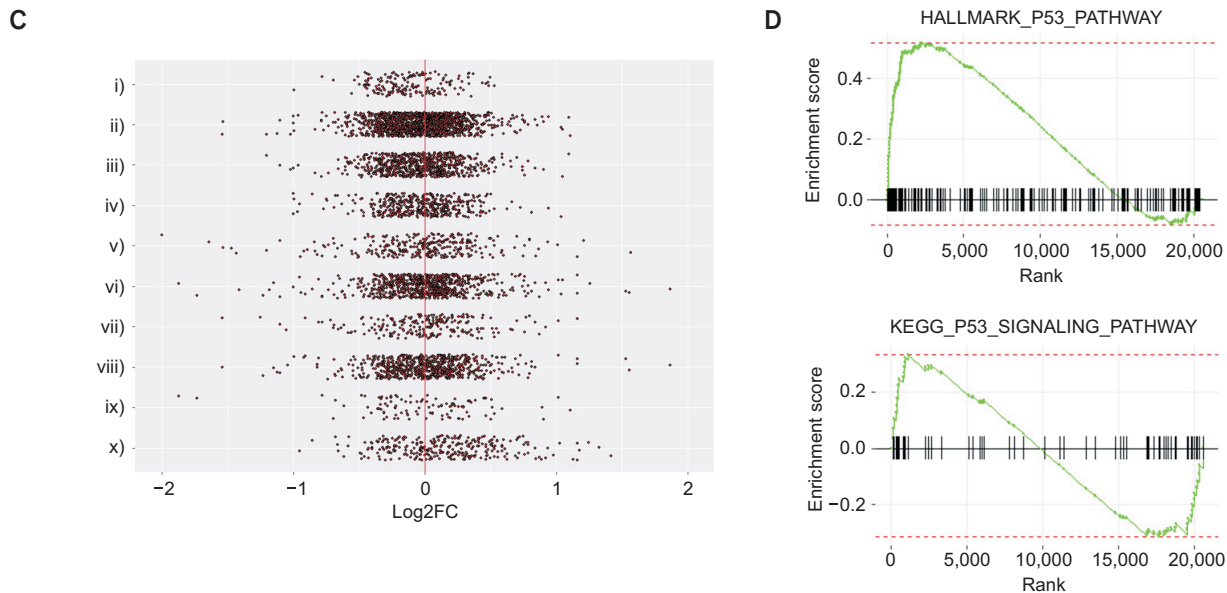 C
i)
ii)
iii)
iv)
v)
vi)
vii)
viii)
ix)
x)
−2
−1
0
1
2
Log2FC
D
HALLMARK_P53_PATHWAY
Enrichment score
0.4
0.2
0.0
0
5,000
10,000
15,000
20,000
Rank
KEGG_P53_SIGNALING_PATHWAY
Enrichment score
0.2
0.0
−0.2
0
5,000
10,000
15,000
20,000
Rank